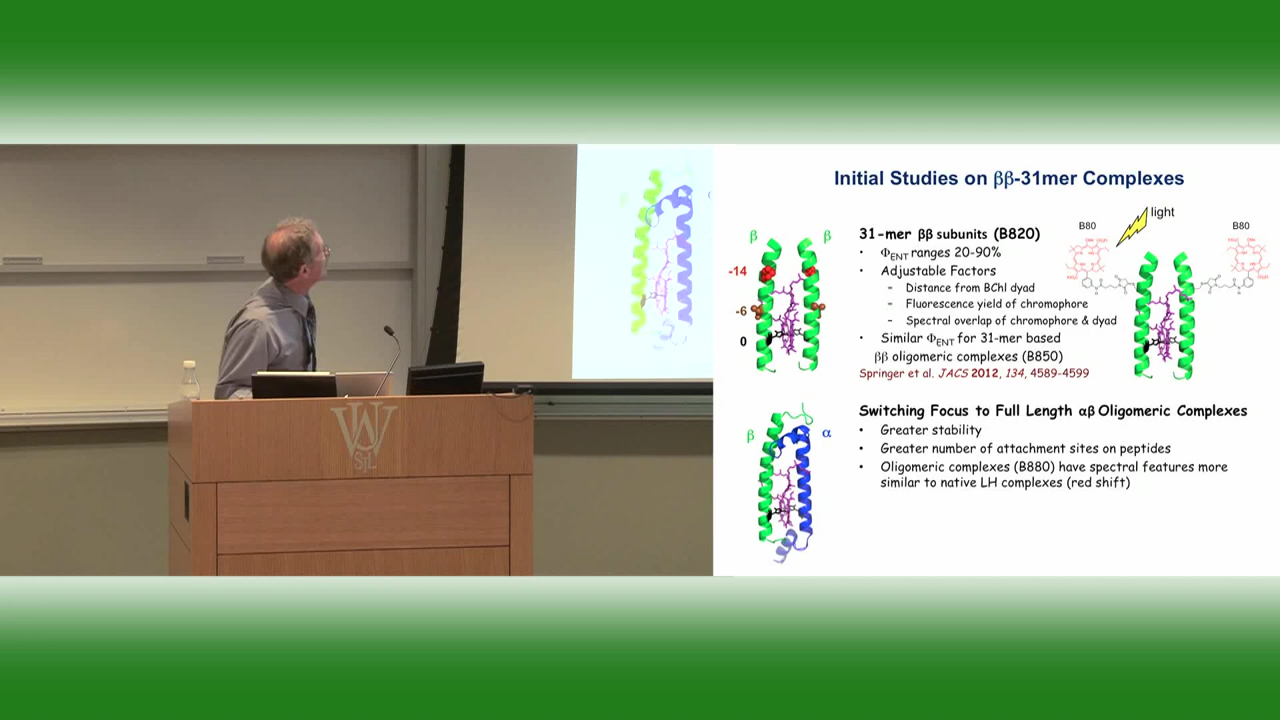 Initial Studies on ββ-31mer Complexes
light
B80
B80
β
β
31-mer ββ subunits (B820)
• ΦENT ranges 20-90%
-14
• Adjustable Factors
- Distance from BChl dyad
- Fluorescence yield of chromophore
-6
- Spectral overlap of chromophore & dyad
• Similar ΦENT for 31-mer based
0
ββ oligomeric complexes (B850)
Springer et al. JACS 2012, 134, 4589-4599
Switching Focus to Full Length αβ Oligomeric Complexes
β
α
• Greater stability
• Greater number of attachment sites on peptides
• Oligomeric complexes (B880) have spectral features more
similar to native LH complexes (red shift)
WU
StL